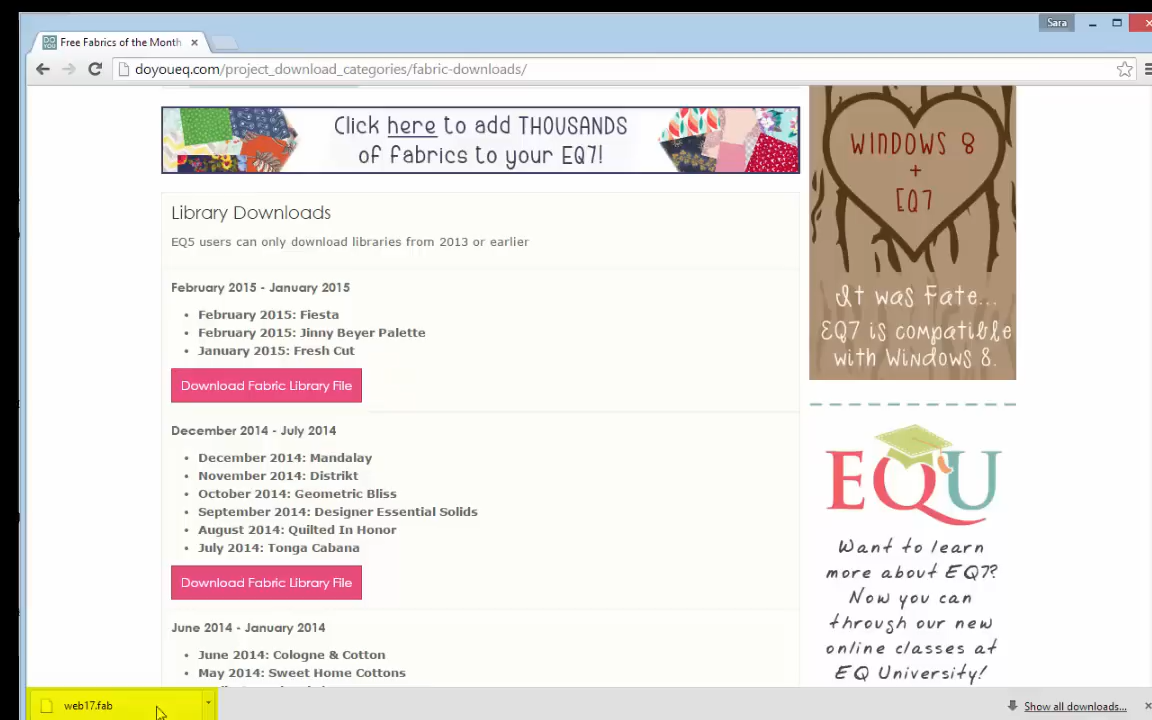 Sara
Free Fabrics of the Month
doyoueq.com/project_download_categories/fabric-downloads/
Click here to add THOUSANDS
of fabrics to your EQ7!
Library Downloads
EQ5 users can only download libraries from 2013 or earlier
February 2015 - January 2015
• February 2015: Fiesta
• February 2015: Jinny Beyer Palette
• January 2015: Fresh Cut
Download Fabric Library File
December 2014 - July 2014
• December 2014: Mandalay
• November 2014: Distrikt
• October 2014: Geometric Bliss
• September 2014: Designer Essential Solids
• August 2014: Quilted In Honor
• July 2014: Tonga Cabana
Download Fabric Library File
June 2014 - January 2014
• June 2014: Cologne & Cotton
• May 2014: Sweet Home Cottons
WINDOWS 8
+
EQ7
It was Fate...
EQ7 is compatible
with Windows 8.
EQU
Want to learn
more about EQ7?
Now you can
through our new
online classes at
EQ University!
web17.fab
Show all downloads...